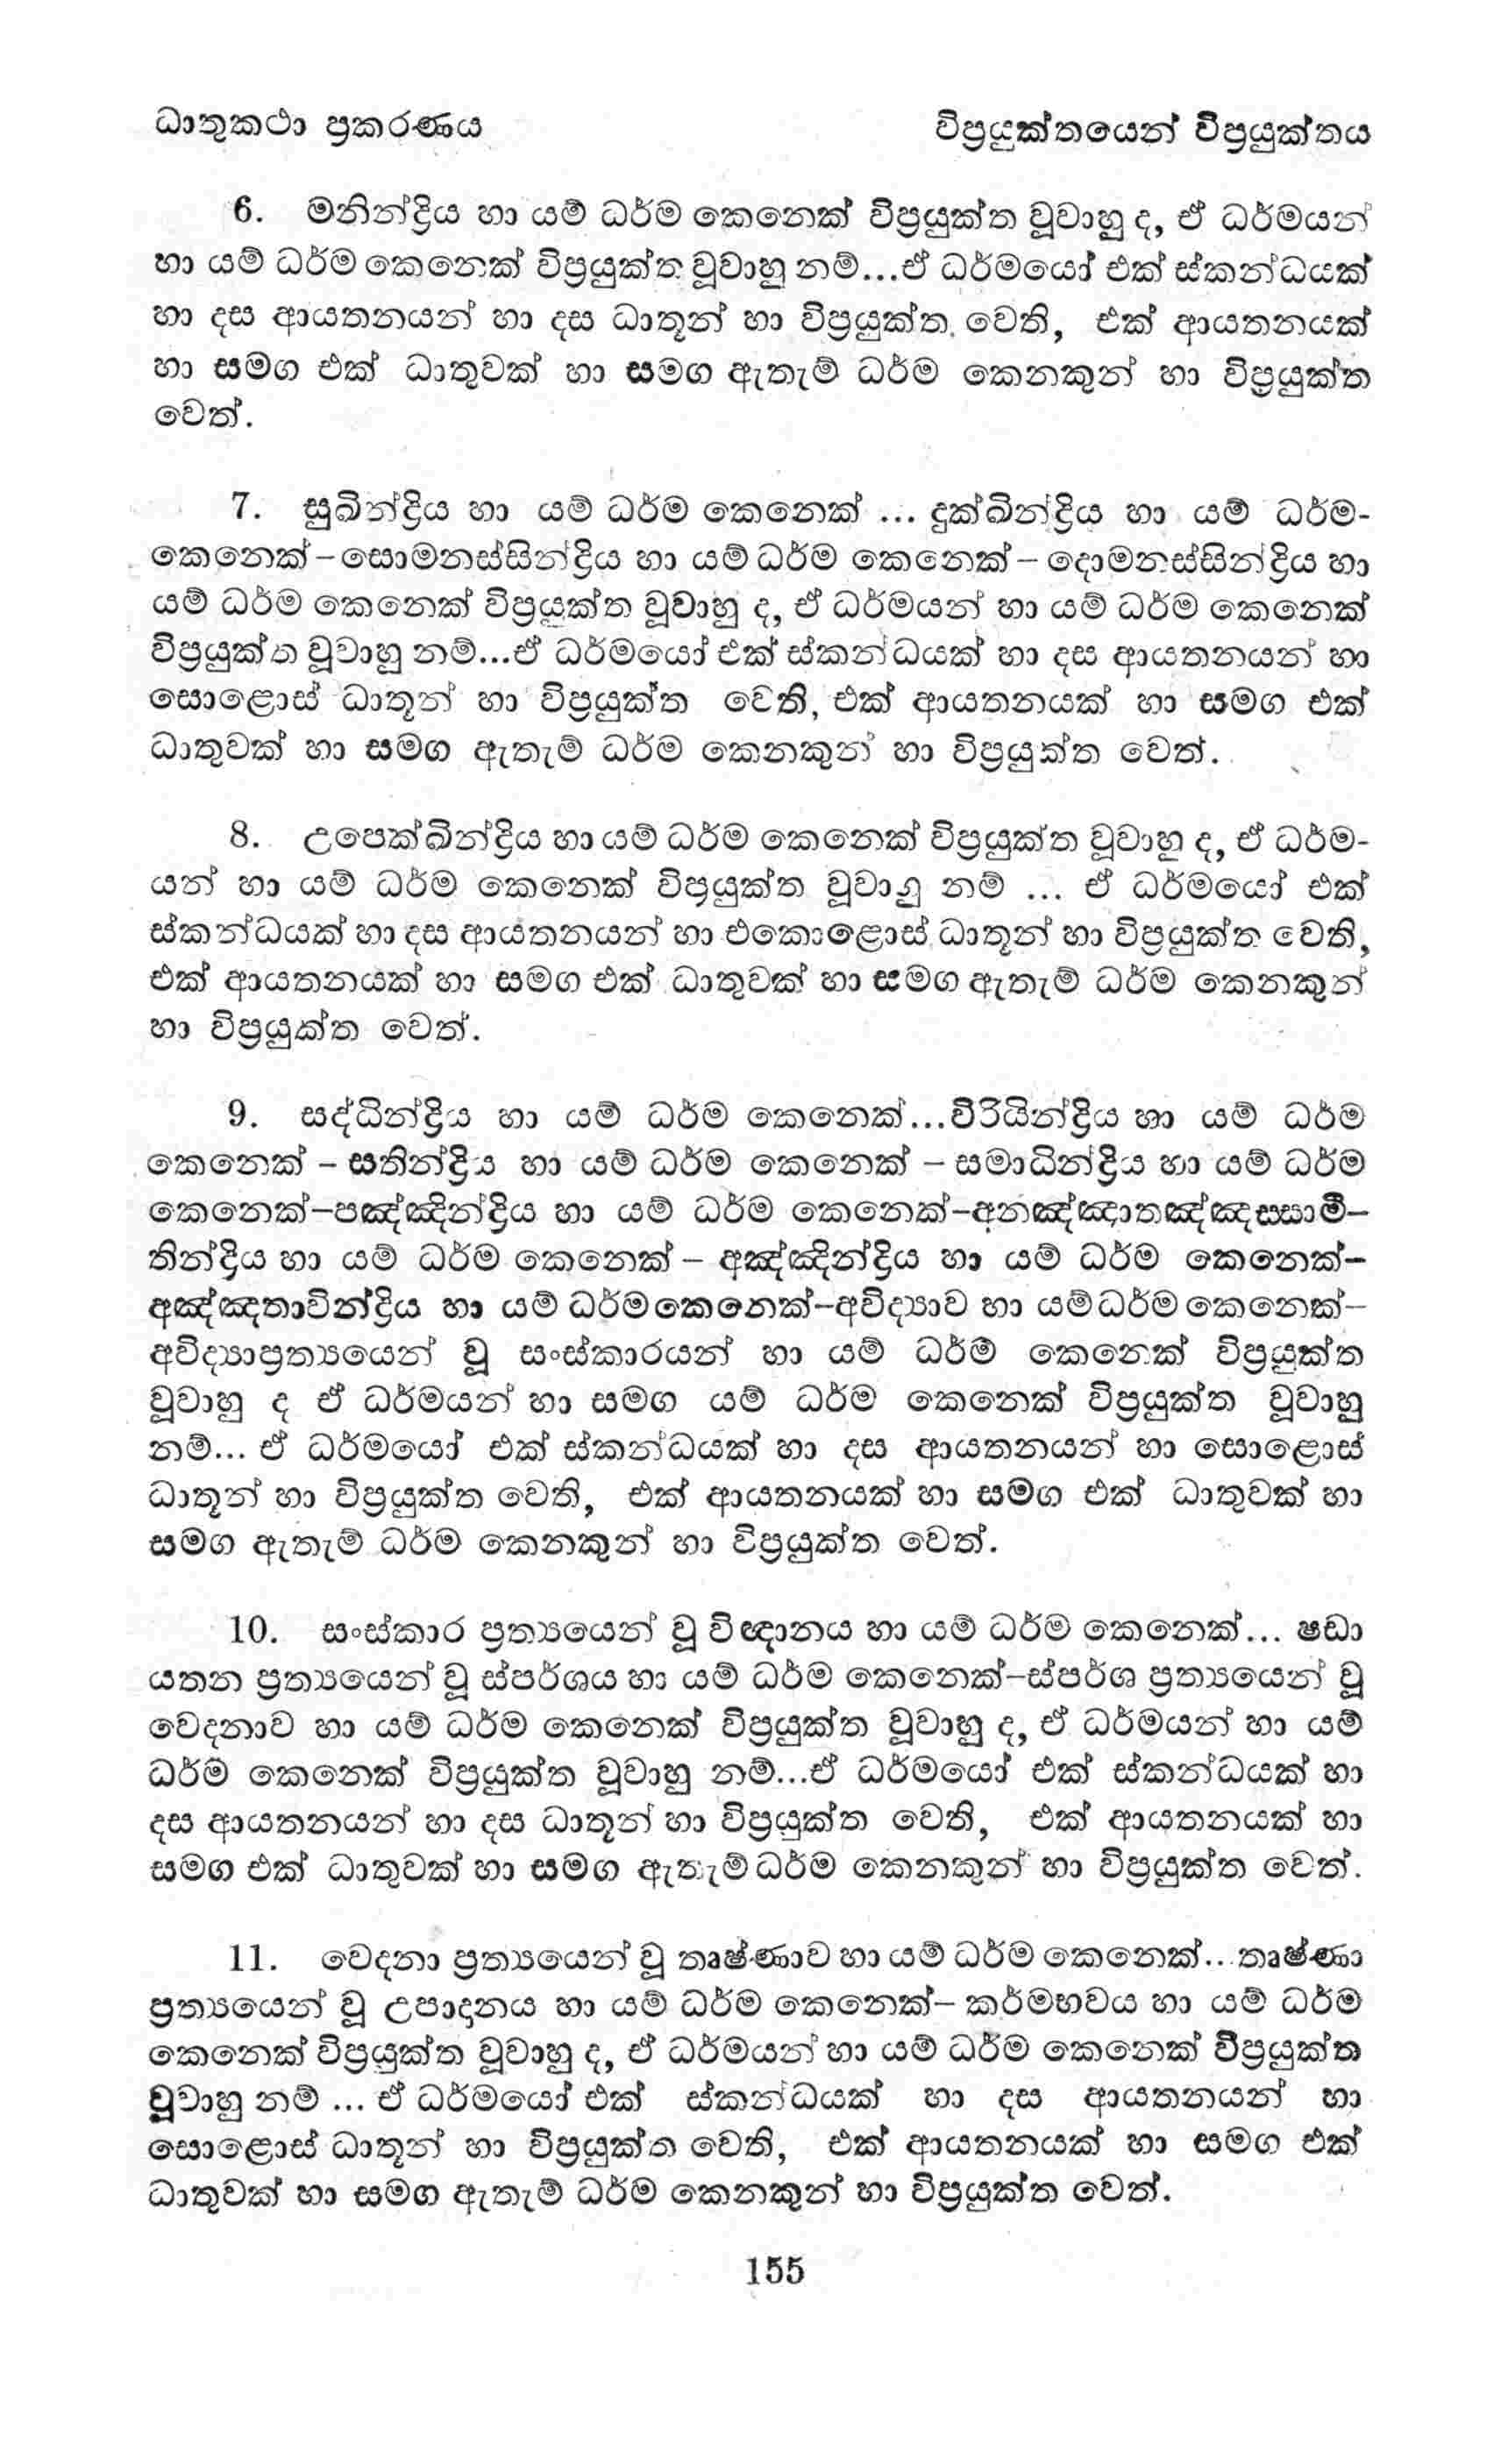 ධාතුකථා ප්‍රකරණය
විප්‍රයුක්තයෙන් විප්‍රයුක්තය
6. මනින්ද්‍රිය හා යම් ධර්ම කෙනෙක් විප්‍රයුක්ත වූවාහු ද, ඒ ධර්මයන්
හා යම් ධර්ම කෙනෙක් විප්‍රයුක්ත වූවාහු නම්...ඒ ධර්මයෝ එක් ස්කන්ධයක්
හා දස ආයතනයන් හා දස ධාතූන් හා විප්‍රයුක්ත වෙති, එක් ආයතනයක්
හා සමග එක් ධාතුවක් හා සමග ඇතැම් ධර්ම කෙනකුන් හා විප්‍රයුක්ත
වෙත්.
7. සුඛින්ද්‍රිය හා යම් ධර්ම කෙනෙක් ... දුක්ඛින්ද්‍රිය හා යම් ධර්ම-
කෙනෙක් – සොමනස්සින්ද්‍රිය හා යම් ධර්ම කෙනෙක් – දොමනස්සින්ද්‍රිය හා
යම් ධර්ම කෙනෙක් විප්‍රයුක්ත වූවාහු ද, ඒ ධර්මයන් හා යම් ධර්ම කෙනෙක්
විප්‍රයුක්ත වූවාහු නම්...ඒ ධර්මයෝ එක් ස්කන්ධයක් හා දස ආයතනයන් හා
සොළොස් ධාතූන් හා විප්‍රයුක්ත වෙති, එක් ආයතනයක් හා සමග එක්
ධාතුවක් හා සමග ඇතැම් ධර්ම කෙනකුන් හා විප්‍රයුක්ත වෙත්.
8. උපෙක්ඛින්ද්‍රිය හා යම් ධර්ම කෙනෙක් විප්‍රයුක්ත වූවාහු ද, ඒ ධර්ම-
යන් හා යම් ධර්ම කෙනෙක් විප්‍රයුක්ත වූවාහු නම් ... ඒ ධර්මයෝ එක්
ස්කන්ධයක් හා දස ආයතනයන් හා එකොළොස් ධාතූන් හා විප්‍රයුක්ත වෙති,
එක් ආයතනයක් හා සමග එක් ධාතුවක් හා සමග ඇතැම් ධර්ම කෙනකුන්
හා විප්‍රයුක්ත වෙත්.
9. සද්ධින්ද්‍රිය හා යම් ධර්ම කෙනෙක්...විරියින්ද්‍රිය හා යම් ධර්ම
කෙනෙක් – සතින්ද්‍රිය හා යම් ධර්ම කෙනෙක් – සමාධින්ද්‍රිය හා යම් ධර්ම
කෙනෙක්–පඤ්ඤින්ද්‍රිය හා යම් ධර්ම කෙනෙක්–අනඤ්ඤාතඤ්ඤස්සාමී–
තින්ද්‍රිය හා යම් ධර්ම කෙනෙක් – අඤ්ඤින්ද්‍රිය හා යම් ධර්ම කෙනෙක්–
අඤ්ඤතාවින්ද්‍රිය හා යම් ධර්ම කෙනෙක්–අවිද්‍යාව හා යම් ධර්ම කෙනෙක්–
අවිද්‍යාප්‍රත්‍යයෙන් වූ සංස්කාරයන් හා යම් ධර්ම කෙනෙක් විප්‍රයුක්ත
වූවාහු ද ඒ ධර්මයන් හා සමග යම් ධර්ම කෙනෙක් විප්‍රයුක්ත වූවාහු
නම්... ඒ ධර්මයෝ එක් ස්කන්ධයක් හා දස ආයතනයන් හා සොළොස්
ධාතූන් හා විප්‍රයුක්ත වෙති, එක් ආයතනයක් හා සමග එක් ධාතුවක් හා
සමග ඇතැම් ධර්ම කෙනකුන් හා විප්‍රයුක්ත වෙත්.
10. සංස්කාර ප්‍රත්‍යයෙන් වූ විඥානය හා යම් ධර්ම කෙනෙක්... ෂඩා
යතන ප්‍රත්‍යයෙන් වූ ස්පර්ශය හා යම් ධර්ම කෙනෙක්–ස්පර්ශ ප්‍රත්‍යයෙන් වූ
වෙදනාව හා යම් ධර්ම කෙනෙක් විප්‍රයුක්ත වූවාහු ද, ඒ ධර්මයන් හා යම්
ධර්ම කෙනෙක් විප්‍රයුක්ත වූවාහු නම්...ඒ ධර්මයෝ එක් ස්කන්ධයක් හා
දස ආයතනයන් හා දස ධාතූන් හා විප්‍රයුක්ත වෙති, එක් ආයතනයක් හා
සමග එක් ධාතුවක් හා සමග ඇතැම් ධර්ම කෙනකුන් හා විප්‍රයුක්ත වෙත්.
11. වෙදනා ප්‍රත්‍යයෙන් වූ තෘෂ්ණාව හා යම් ධර්ම කෙනෙක්...තෘෂ්ණා
ප්‍රත්‍යයෙන් වූ උපාදානය හා යම් ධර්ම කෙනෙක්– කර්මභවය හා යම් ධර්ම
කෙනෙක් විප්‍රයුක්ත වූවාහු ද, ඒ ධර්මයන් හා යම් ධර්ම කෙනෙක් විප්‍රයුක්ත
වූවාහු නම් ... ඒ ධර්මයෝ එක් ස්කන්ධයක් හා දස ආයතනයන් හා
සොළොස් ධාතූන් හා විප්‍රයුක්ත වෙති, එක් ආයතනයක් හා සමග එක්
ධාතුවක් හා සමග ඇතැම් ධර්ම කෙනකුන් හා විප්‍රයුක්ත වෙත්.
155